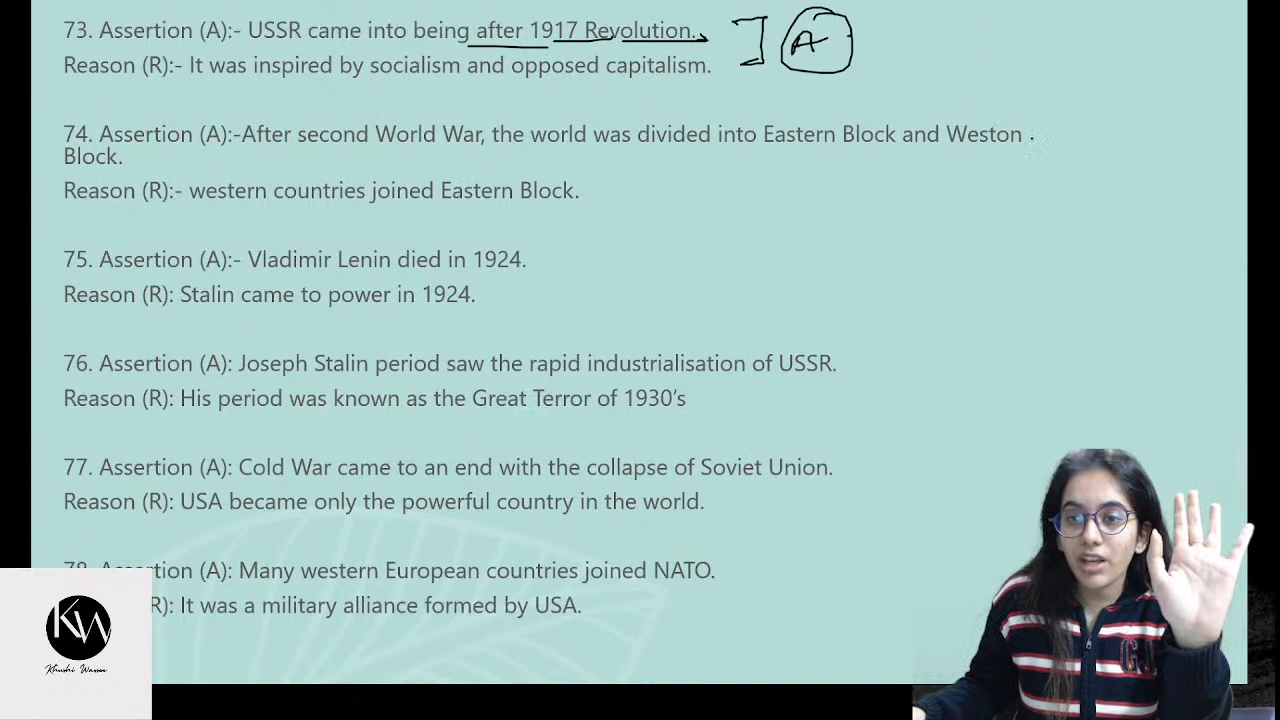 73. Assertion (A):- USSR came into being after 1917 Revolution.
A
Reason (R):- It was inspired by socialism and opposed capitalism.
74. Assertion (A):-After second World War, the world was divided into Eastern Block and Weston
Block.
Reason (R):- western countries joined Eastern Block.
75. Assertion (A):- Vladimir Lenin died in 1924.
Reason (R): Stalin came to power in 1924.
76. Assertion (A): Joseph Stalin period saw the rapid industrialisation of USSR.
Reason (R): His period was known as the Great Terror of 1930’s
77. Assertion (A): Cold War came to an end with the collapse of Soviet Union.
Reason (R): USA became only the powerful country in the world.
78. Assertion (A): Many western European countries joined NATO.
R): It was a military alliance formed by USA.
KW
Khushi